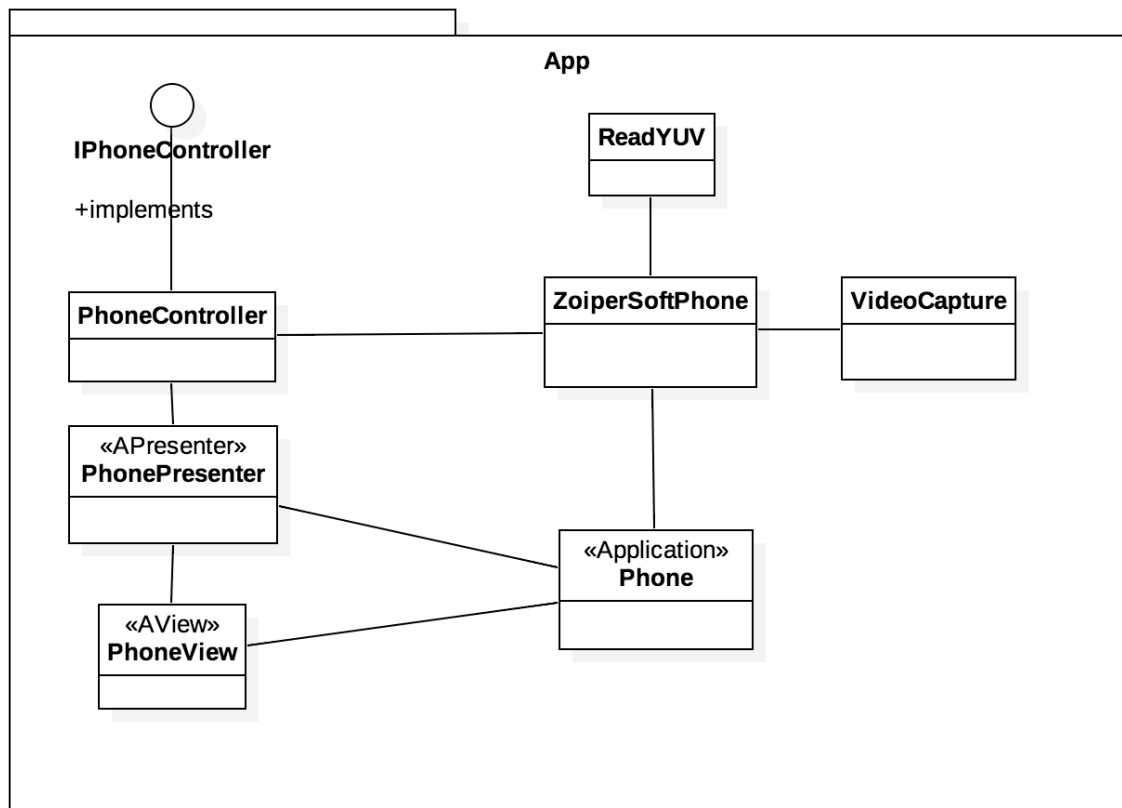 App
IPhoneController
+implements
ReadYUV
PhoneController
ZoiperSoftPhone
VideoCapture
«APresenter»
PhonePresenter
«Application»
Phone
«AView»
PhoneView